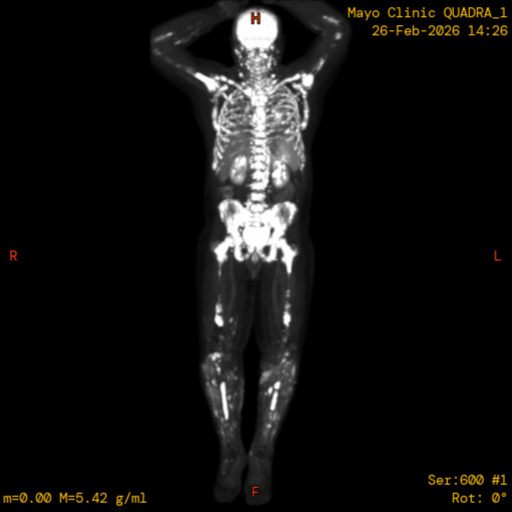 H
Mayo Clinic QUADRA_1
26-Feb-2026 14:26
R
L
m=0.00 M=5.42 g/ml
F
Ser:600 #1
Rot: 0°